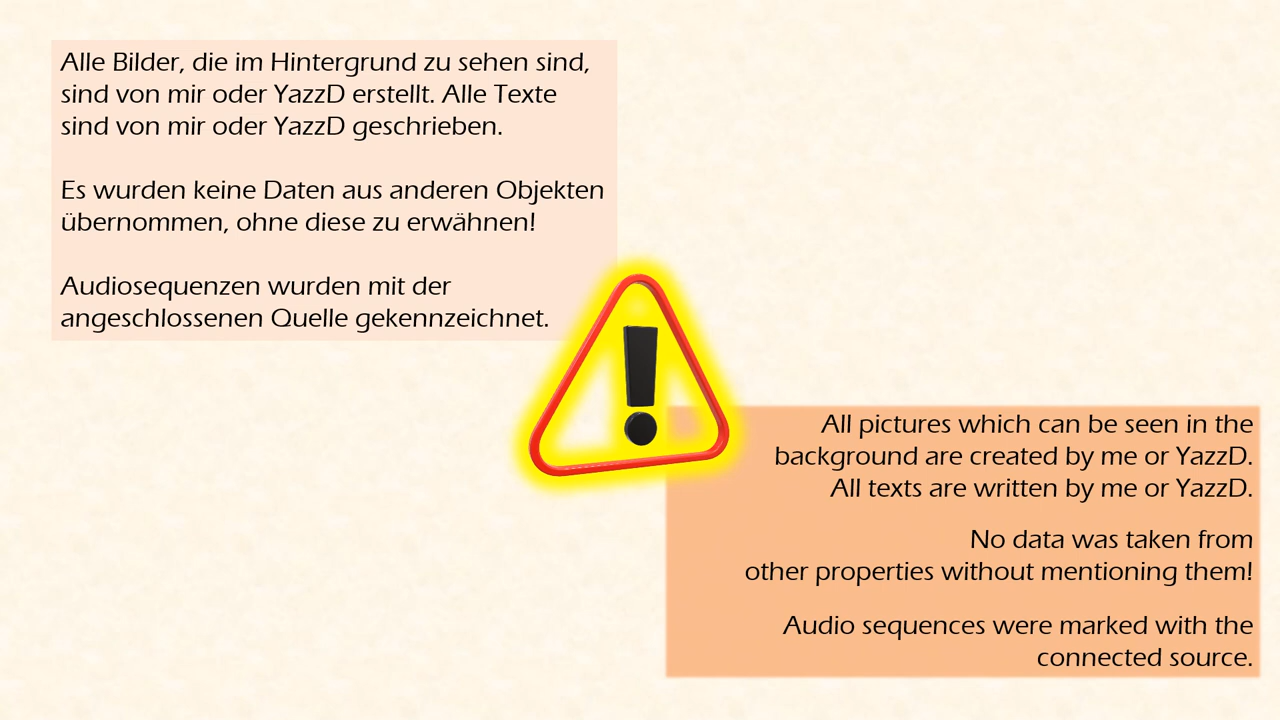 Alle Bilder, die im Hintergrund zu sehen sind,
sind von mir oder YazzD erstellt. Alle Texte
sind von mir oder YazzD geschrieben.
Es wurden keine Daten aus anderen Objekten
übernommen, ohne diese zu erwähnen!
Audiosequenzen wurden mit der
angeschlossenen Quelle gekennzeichnet.
All pictures which can be seen in the
background are created by me or YazzD.
All texts are written by me or YazzD.
No data was taken from
other properties without mentioning them!
Audio sequences were marked with the
connected source.